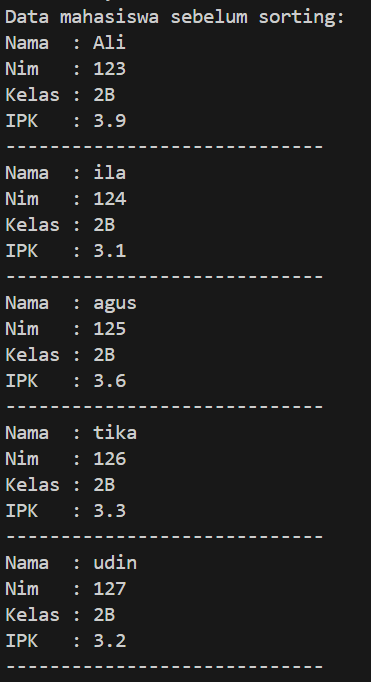 Data mahasiswa sebelum sorting:
Nama  : Ali
Nim   : 123
Kelas : 2B
IPK   : 3.9
-----------------------------
Nama  : ila
Nim   : 124
Kelas : 2B
IPK   : 3.1
-----------------------------
Nama  : agus
Nim   : 125
Kelas : 2B
IPK   : 3.6
-----------------------------
Nama  : tika
Nim   : 126
Kelas : 2B
IPK   : 3.3
-----------------------------
Nama  : udin
Nim   : 127
Kelas : 2B
IPK   : 3.2
-----------------------------